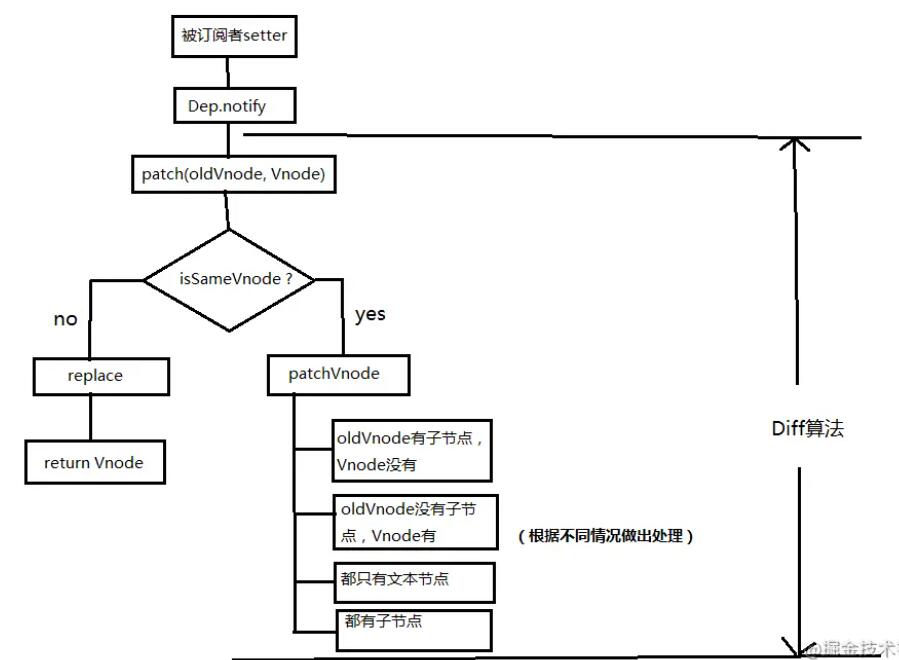 被订阅者setter
Dep.notify
patch(oldVnode, Vnode)
isSameVnode ?
no
yes
replace
patchVnode
return Vnode
oldVnode有子节点，
Vnode没有
oldVnode没有子节
点，Vnode有
（根据不同情况做出处理）
都只有文本节点
都有子节点
Diff算法
@掘金技术